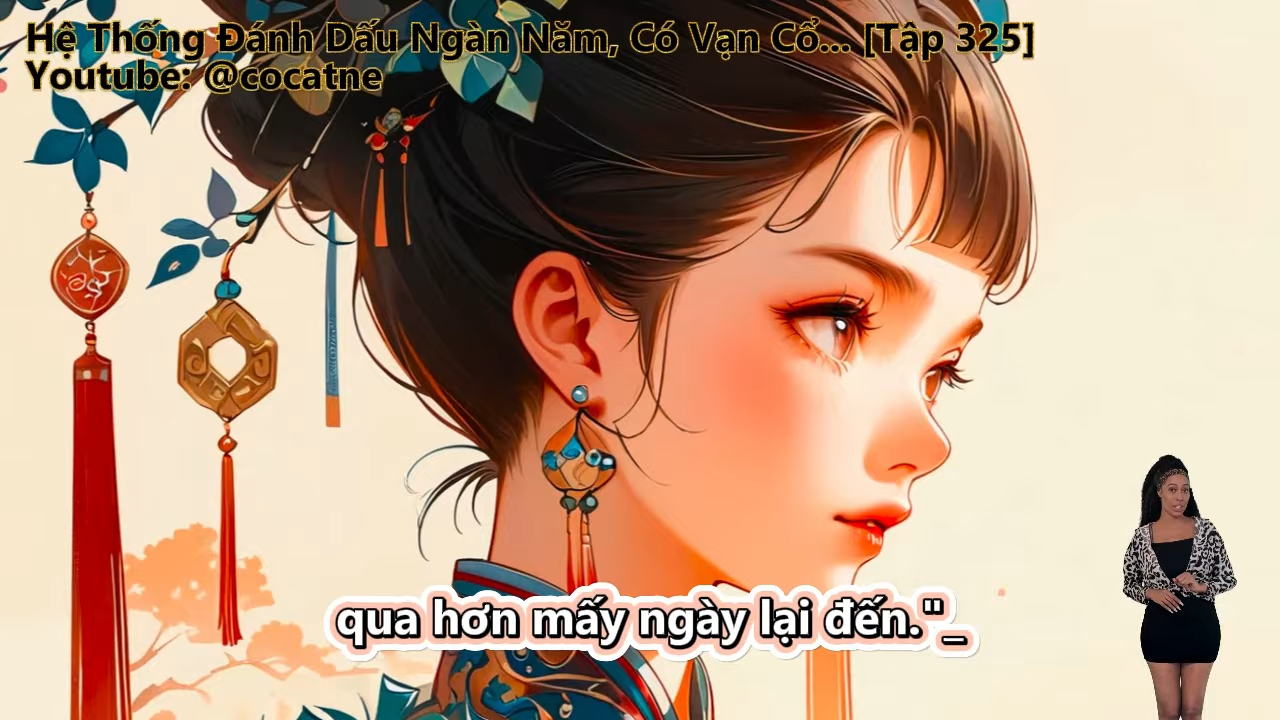 Hệ Thống Đánh Dấu Ngàn Năm, Có Vạn Cổ... [Tập 325]
Youtube: @cocatne
qua hơn mấy ngày lại đến."_